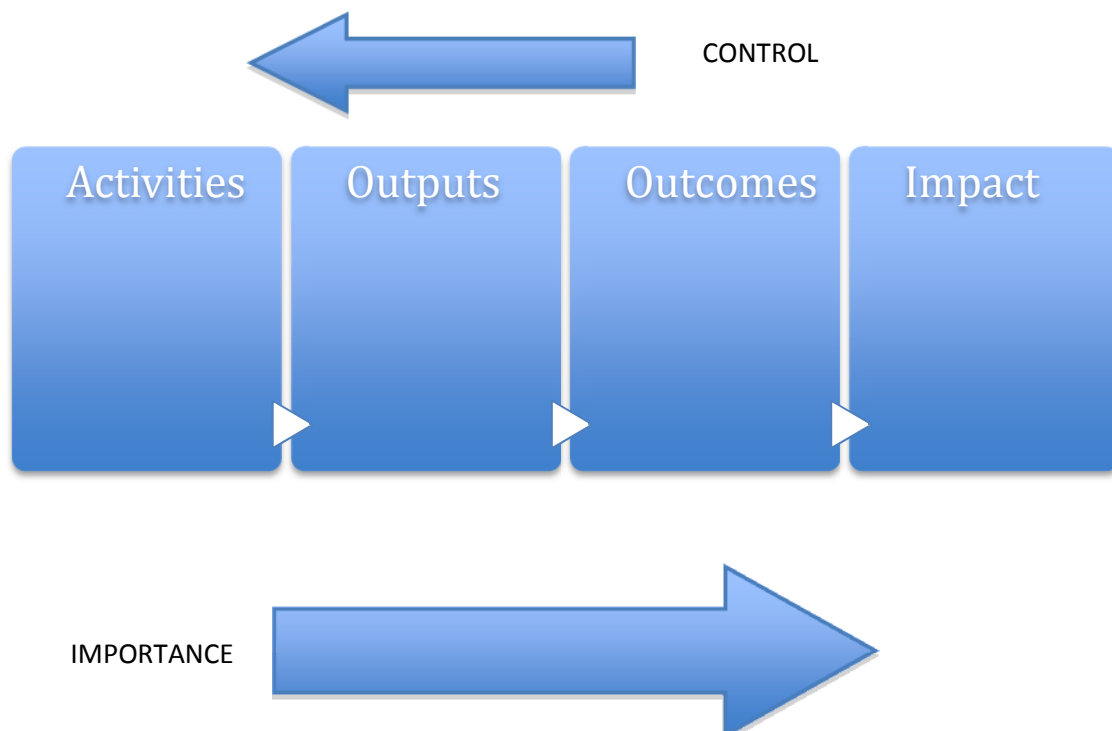 CONTROL
Activities
Outputs
Outcomes
Impact
IMPORTANCE